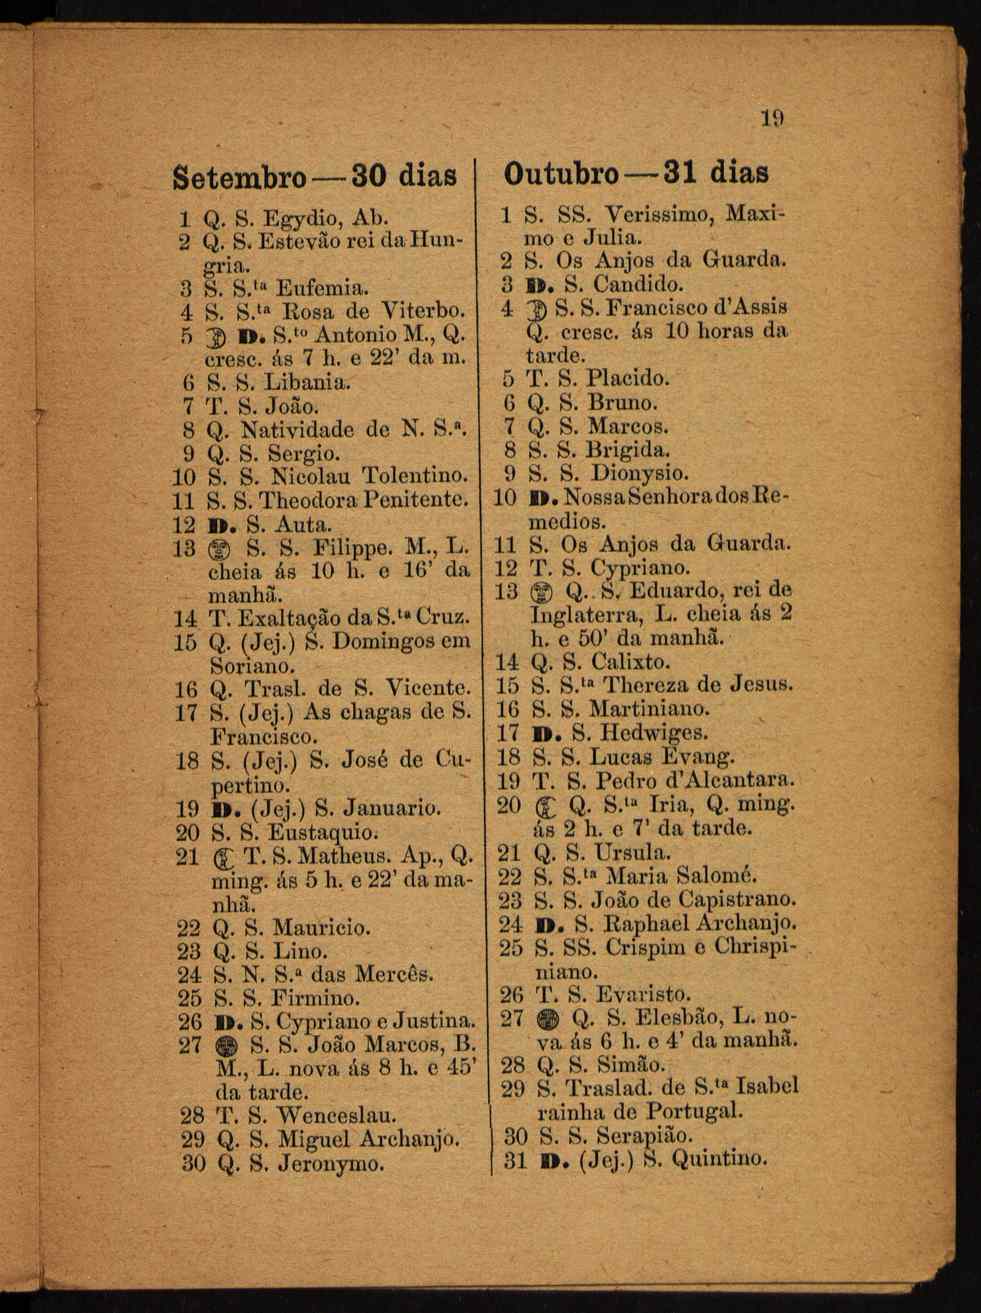 19
Setembro — 30 dias
1 Q. S. Egydio, Ab.
2 Q. S. Estevão rei da Hun-
gria.
3 S. S.ta Eufemia.
4 S. S.ta Rosa de Viterbo.
5 D. S.to Antonio M., Q.
cresc. ás 7 h. e 22' da m.
6 S. S. Libania.
7 T. S. João.
8 Q. Natividade de N. S.ª.
9 Q. S. Sergio.
10 S. S. Nicolau Tolentino.
11 S. S. Theodora Penitente.
12 D. S. Auta.
13 S. S. Filippe. M., L.
cheia ás 10 h. e 16' da
manhã.
14 T. Exaltação da S.ta Cruz.
15 Q. (Jej.) S. Domingos em
Soriano.
16 Q. Trasl. de S. Vicente.
17 S. (Jej.) As chagas de S.
Francisco.
18 S. (Jej.) S. José de Cu-
pertino.
19 D. (Jej.) S. Januario.
20 S. S. Eustaquio.
21 T. S. Matheus. Ap., Q.
ming. ás 5 h. e 22' da ma-
nhã.
22 Q. S. Mauricio.
23 Q. S. Lino.
24 S. N. S.ª das Mercês.
25 S. S. Firmino.
26 D. S. Cypriano e Justina.
27 S. S. João Marcos, B.
M., L. nova ás 8 h. e 45'
da tarde.
28 T. S. Wenceslau.
29 Q. S. Miguel Archanjo.
30 Q. S. Jeronymo.
Outubro — 31 dias
1 S. SS. Verissimo, Maxi-
mo e Julia.
2 S. Os Anjos da Guarda.
3 D. S. Candido.
4 S. S. Francisco d'Assis
Q. cresc. ás 10 horas da
tarde.
5 T. S. Placido.
6 Q. S. Bruno.
7 Q. S. Marcos.
8 S. S. Brigida.
9 S. S. Dionysio.
10 D. Nossa Senhora dos Re-
medios.
11 S. Os Anjos da Guarda.
12 T. S. Cypriano.
13 Q. S. Eduardo, rei de
Inglaterra, L. cheia ás 2
h. e 50' da manhã.
14 Q. S. Calixto.
15 S. S.ta Thereza de Jesus.
16 S. S. Martiniano.
17 D. S. Hedwiges.
18 S. S. Lucas Evang.
19 T. S. Pedro d'Alcantara.
20 Q. S.ta Iria, Q. ming.
ás 2 h. e 7' da tarde.
21 Q. S. Ursula.
22 S. S.ta Maria Salomé.
23 S. S. João de Capistrano.
24 D. S. Raphael Archanjo.
25 S. SS. Crispim e Chrispi-
niano.
26 T. S. Evaristo.
27 Q. S. Elesbão, L. no-
va ás 6 h. e 4' da manhã.
28 Q. S. Simão.
29 S. Traslad. de S.ta Isabel
rainha de Portugal.
30 S. S. Serapião.
31 D. (Jej.) S. Quintino.